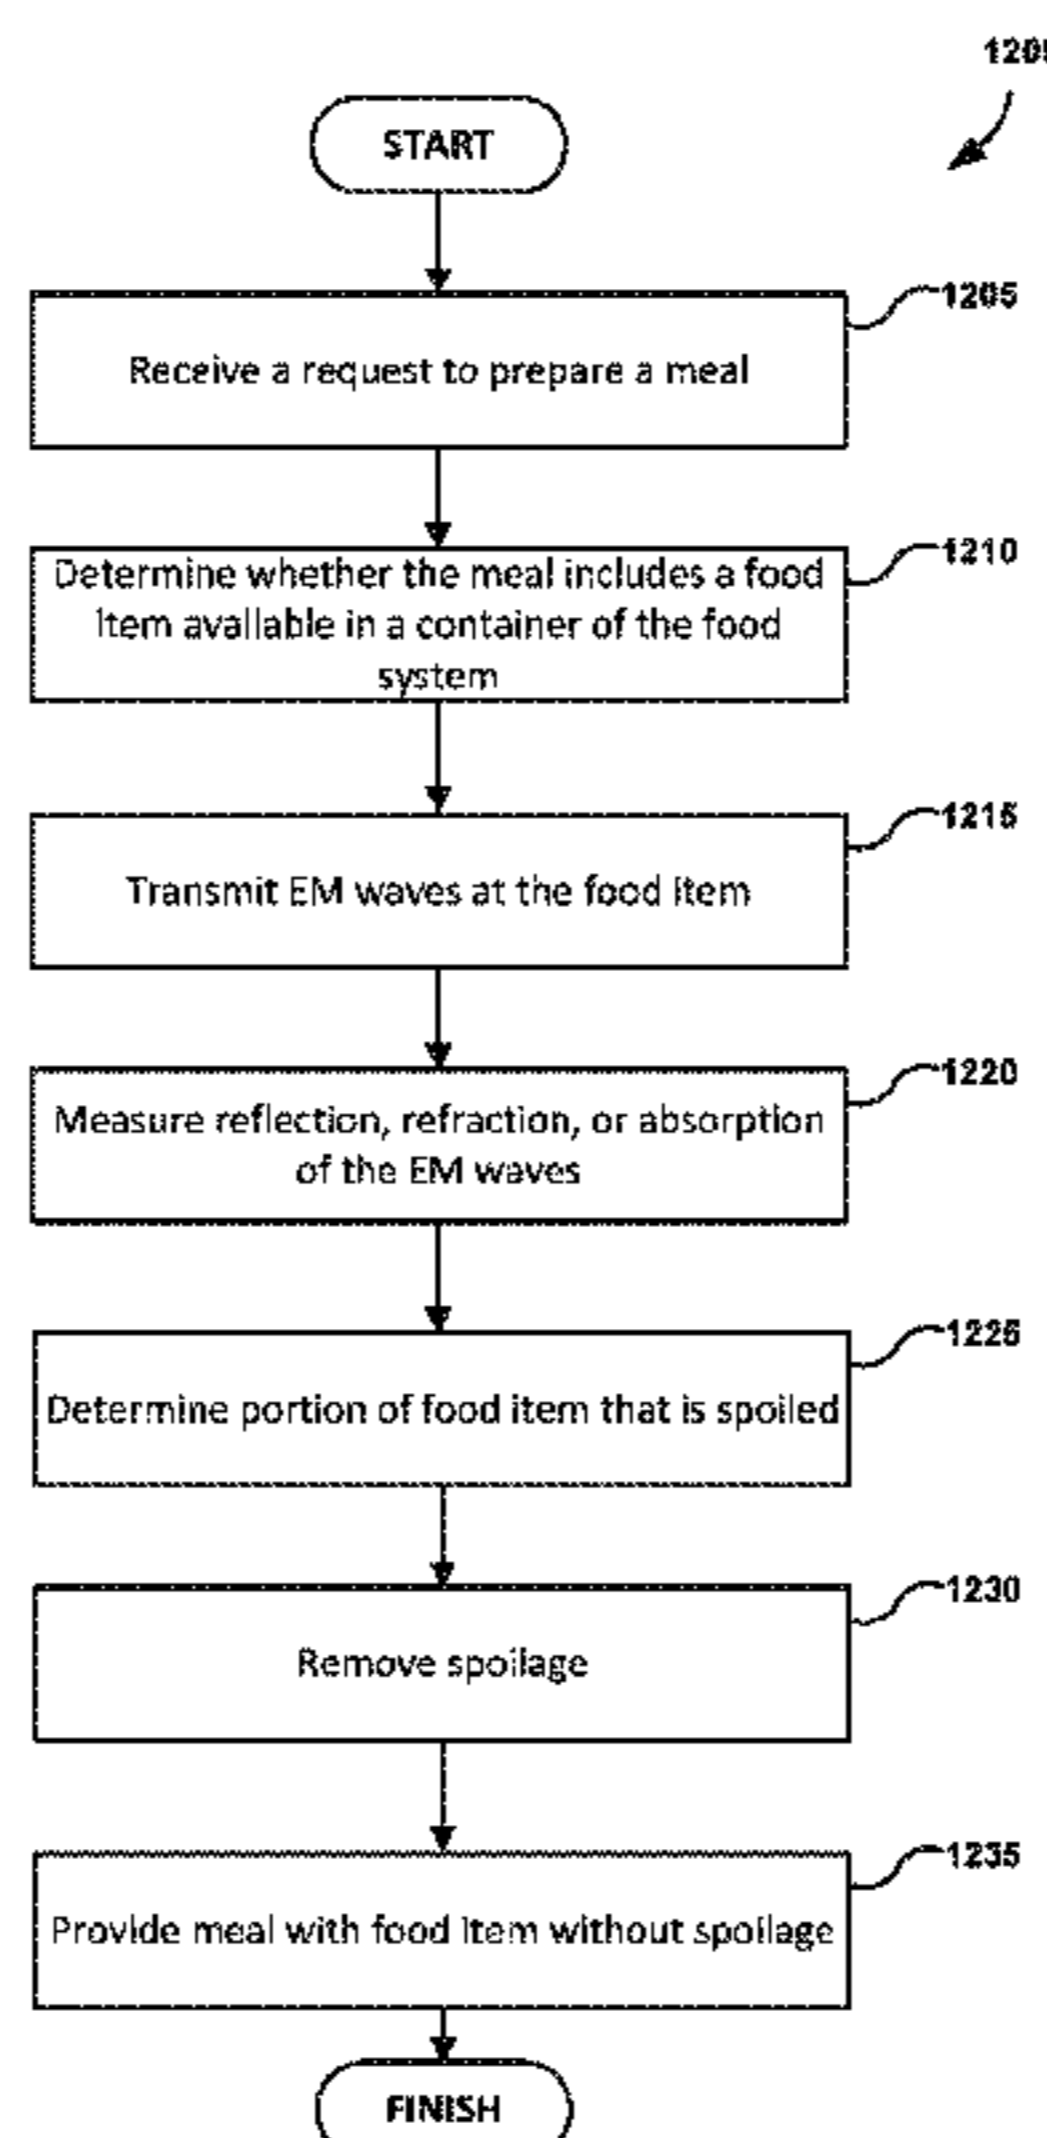 START
1205
Receive a request to prepare a meal
1210
Determine whether the meal includes a food
item available in a container of the food
system
1215
Transmit EM waves at the food item
1220
Measure reflection, refraction, or absorption
of the EM waves
1225
Determine portion of food item that is spoiled
1230
Remove spoilage
1235
Provide meal with food item without spoilage
FINISH